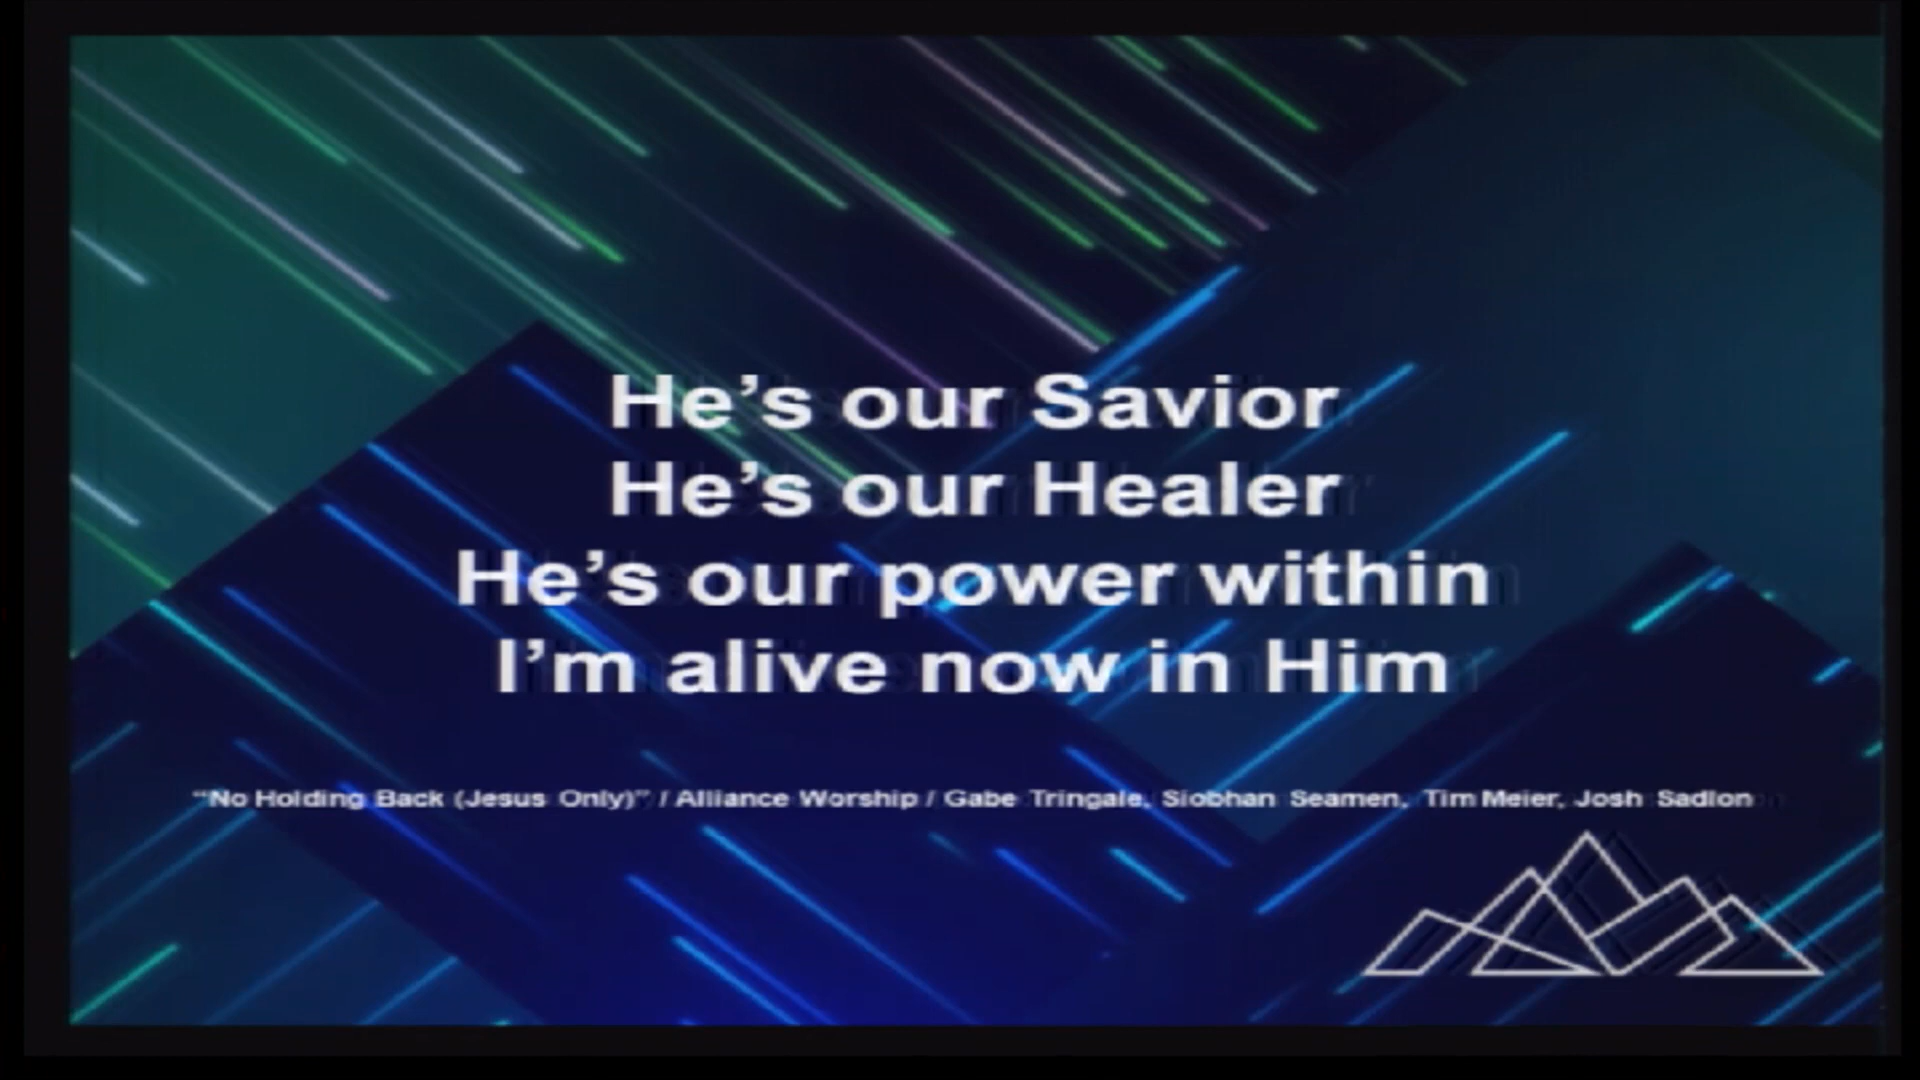 He’s our Savior
He’s our Healer
He’s our power within
I’m alive now in Him
“No Holding Back (Jesus Only)” / Alliance Worship / Gabe Tringale, Siobhan Seamen, Tim Meier, Josh Sadlon